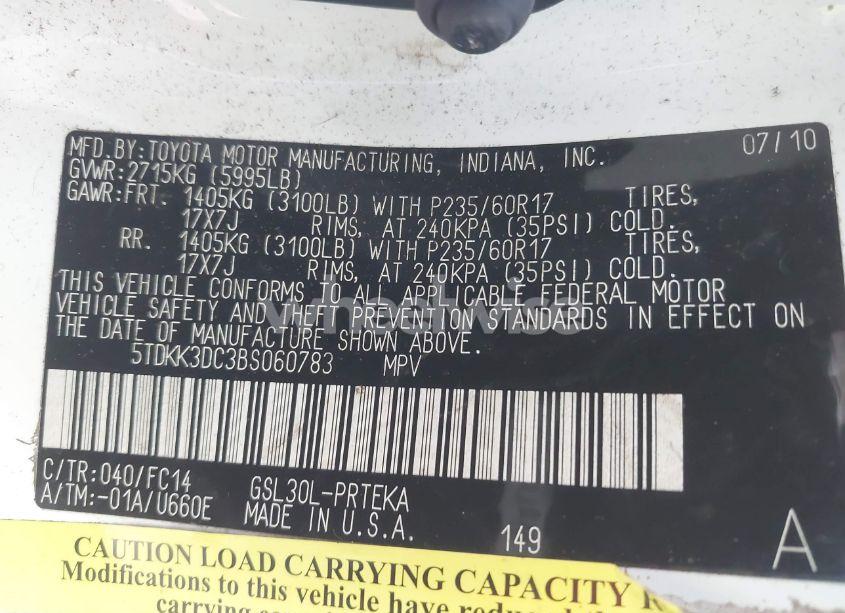 MFD. BY: TOYOTA MOTOR MANUFACTURING, INDIANA, INC. 07/10
GVWR: 2715KG (5995LB)
GAWR: FRT. 1405KG (3100LB) WITH P235/60R17 TIRES,
17X7J RIMS, AT 240KPA (35PSI) COLD.
RR. 1405KG (3100LB) WITH P235/60R17 TIRES,
17X7J RIMS, AT 240KPA (35PSI) COLD.
THIS VEHICLE CONFORMS TO ALL APPLICABLE FEDERAL MOTOR
VEHICLE SAFETY AND THEFT PREVENTION STANDARDS IN EFFECT ON
THE DATE OF MANUFACTURE SHOWN ABOVE.
5TDKK3DC3BS060783 MPV
C/TR: 040/FC14 GSL30L-PRTEKA
A/TM: -01A/U660E MADE IN U.S.A. 149 A
CAUTION LOAD CARRYING CAPACITY
Modifications to this vehicle have
carrying